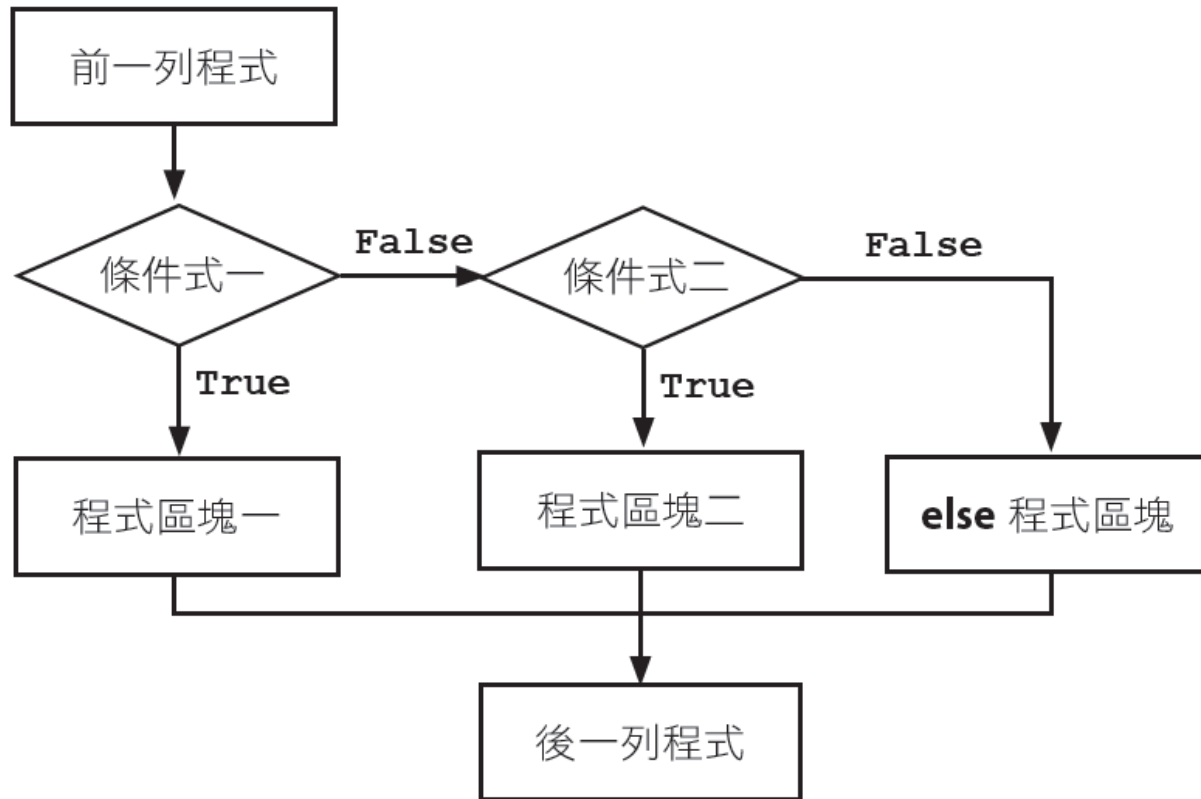 前一列程式
條件式一
False
條件式二
False
True
True
程式區塊一
程式區塊二
else 程式區塊
後一列程式